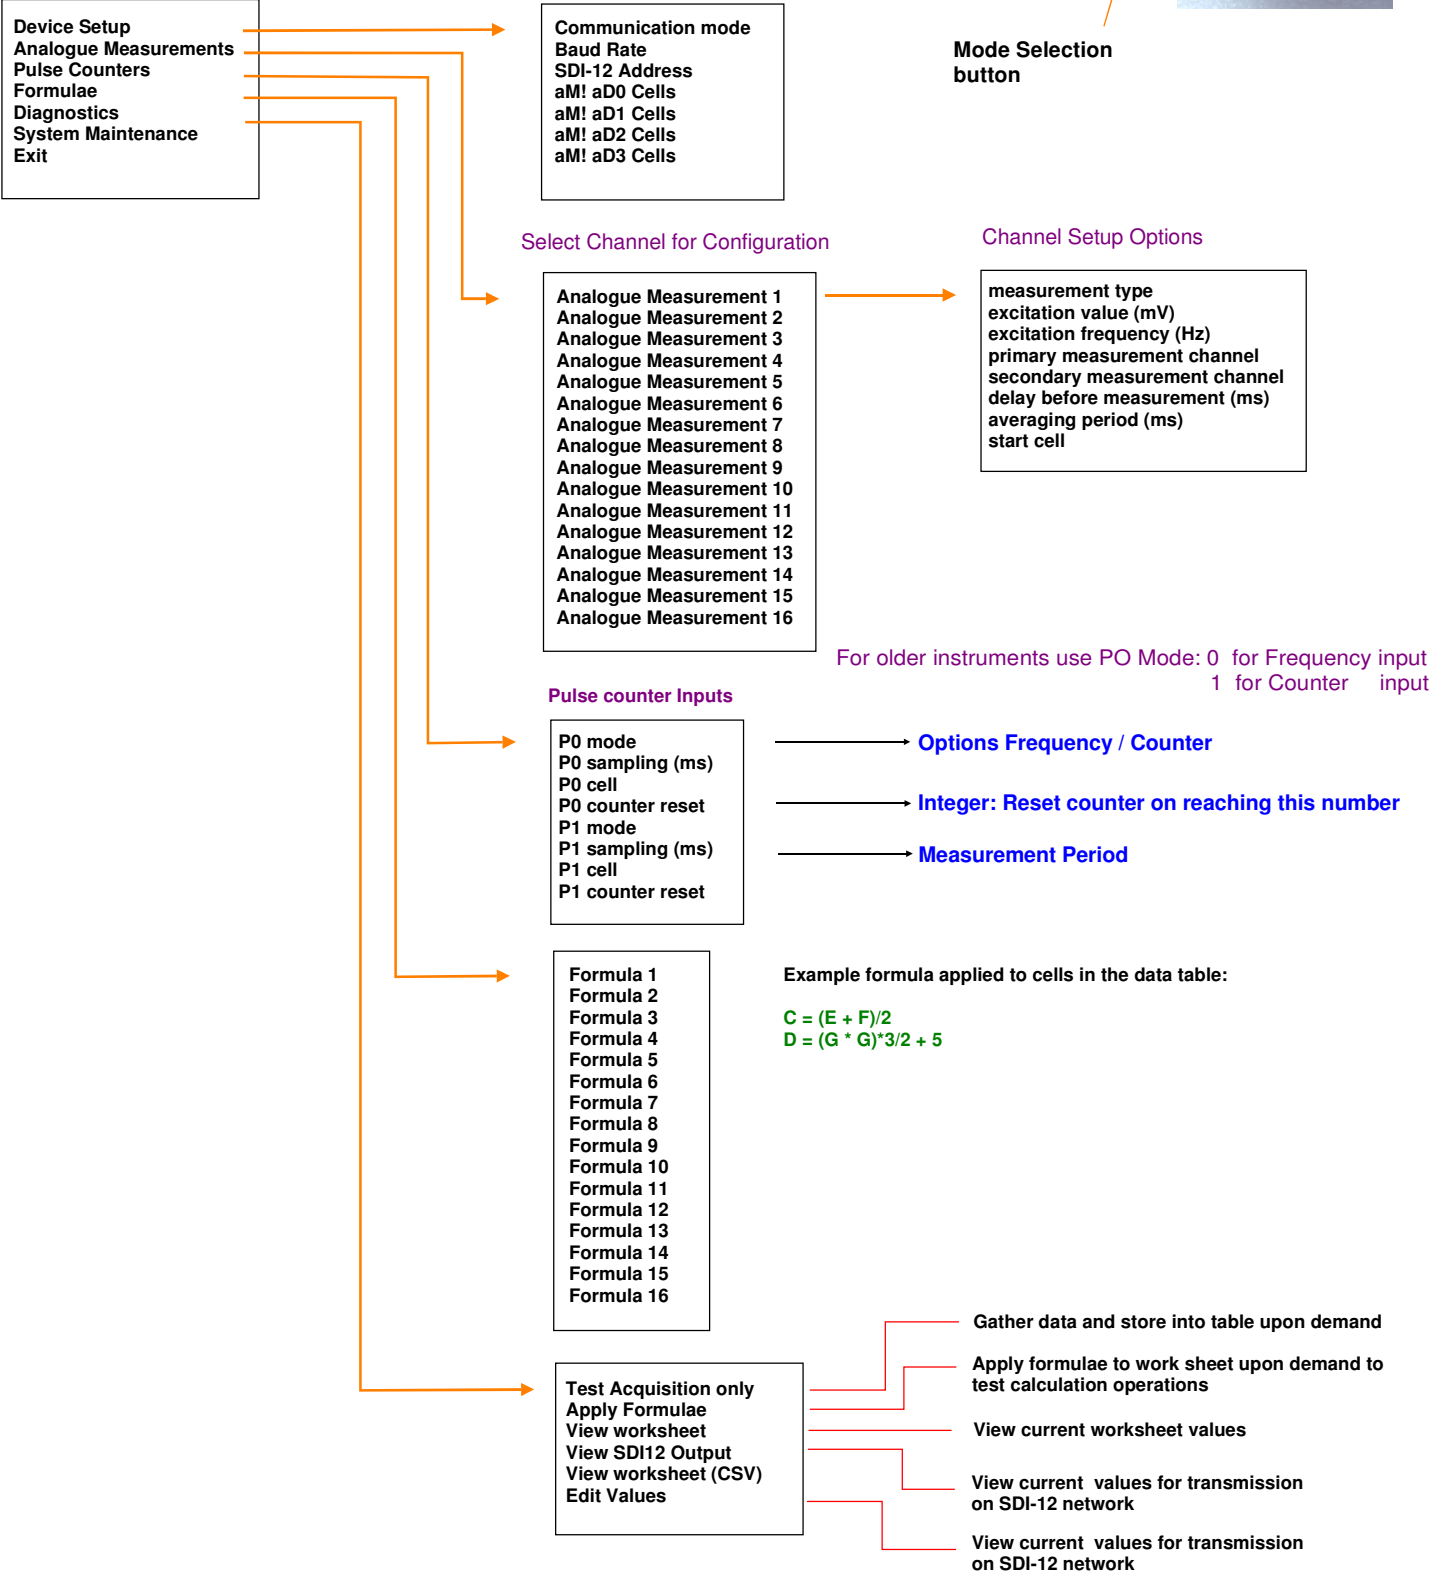 Device Setup
Analogue Measurements
Pulse Counters
Formulae
Diagnostics
System Maintenance
Exit
Communication mode
Baud Rate
SDI-12 Address
aM! aD0 Cells
aM! aD1 Cells
aM! aD2 Cells
aM! aD3 Cells
Mode Selection
button
Select Channel for Configuration
Analogue Measurement 1
Analogue Measurement 2
Analogue Measurement 3
Analogue Measurement 4
Analogue Measurement 5
Analogue Measurement 6
Analogue Measurement 7
Analogue Measurement 8
Analogue Measurement 9
Analogue Measurement 10
Analogue Measurement 11
Analogue Measurement 12
Analogue Measurement 13
Analogue Measurement 14
Analogue Measurement 15
Analogue Measurement 16
Channel Setup Options
measurement type
excitation value (mV)
excitation frequency (Hz)
primary measurement channel
secondary measurement channel
delay before measurement (ms)
averaging period (ms)
start cell
For older instruments use PO Mode: 0 for Frequency input
1 for Counter input
Pulse counter Inputs
P0 mode
P0 sampling (ms)
P0 cell
P0 counter reset
P1 mode
P1 sampling (ms)
P1 cell
P1 counter reset
Options Frequency / Counter
Integer: Reset counter on reaching this number
Measurement Period
Formula 1
Formula 2
Formula 3
Formula 4
Formula 5
Formula 6
Formula 7
Formula 8
Formula 9
Formula 10
Formula 11
Formula 12
Formula 13
Formula 14
Formula 15
Formula 16
Example formula applied to cells in the data table:
C = (E + F)/2
D = (G * G)*3/2 + 5
Test Acquisition only
Apply Formulae
View worksheet
View SDI12 Output
View worksheet (CSV)
Edit Values
Gather data and store into table upon demand
Apply formulae to work sheet upon demand to
test calculation operations
View current worksheet values
View current values for transmission
on SDI-12 network
View current values for transmission
on SDI-12 network